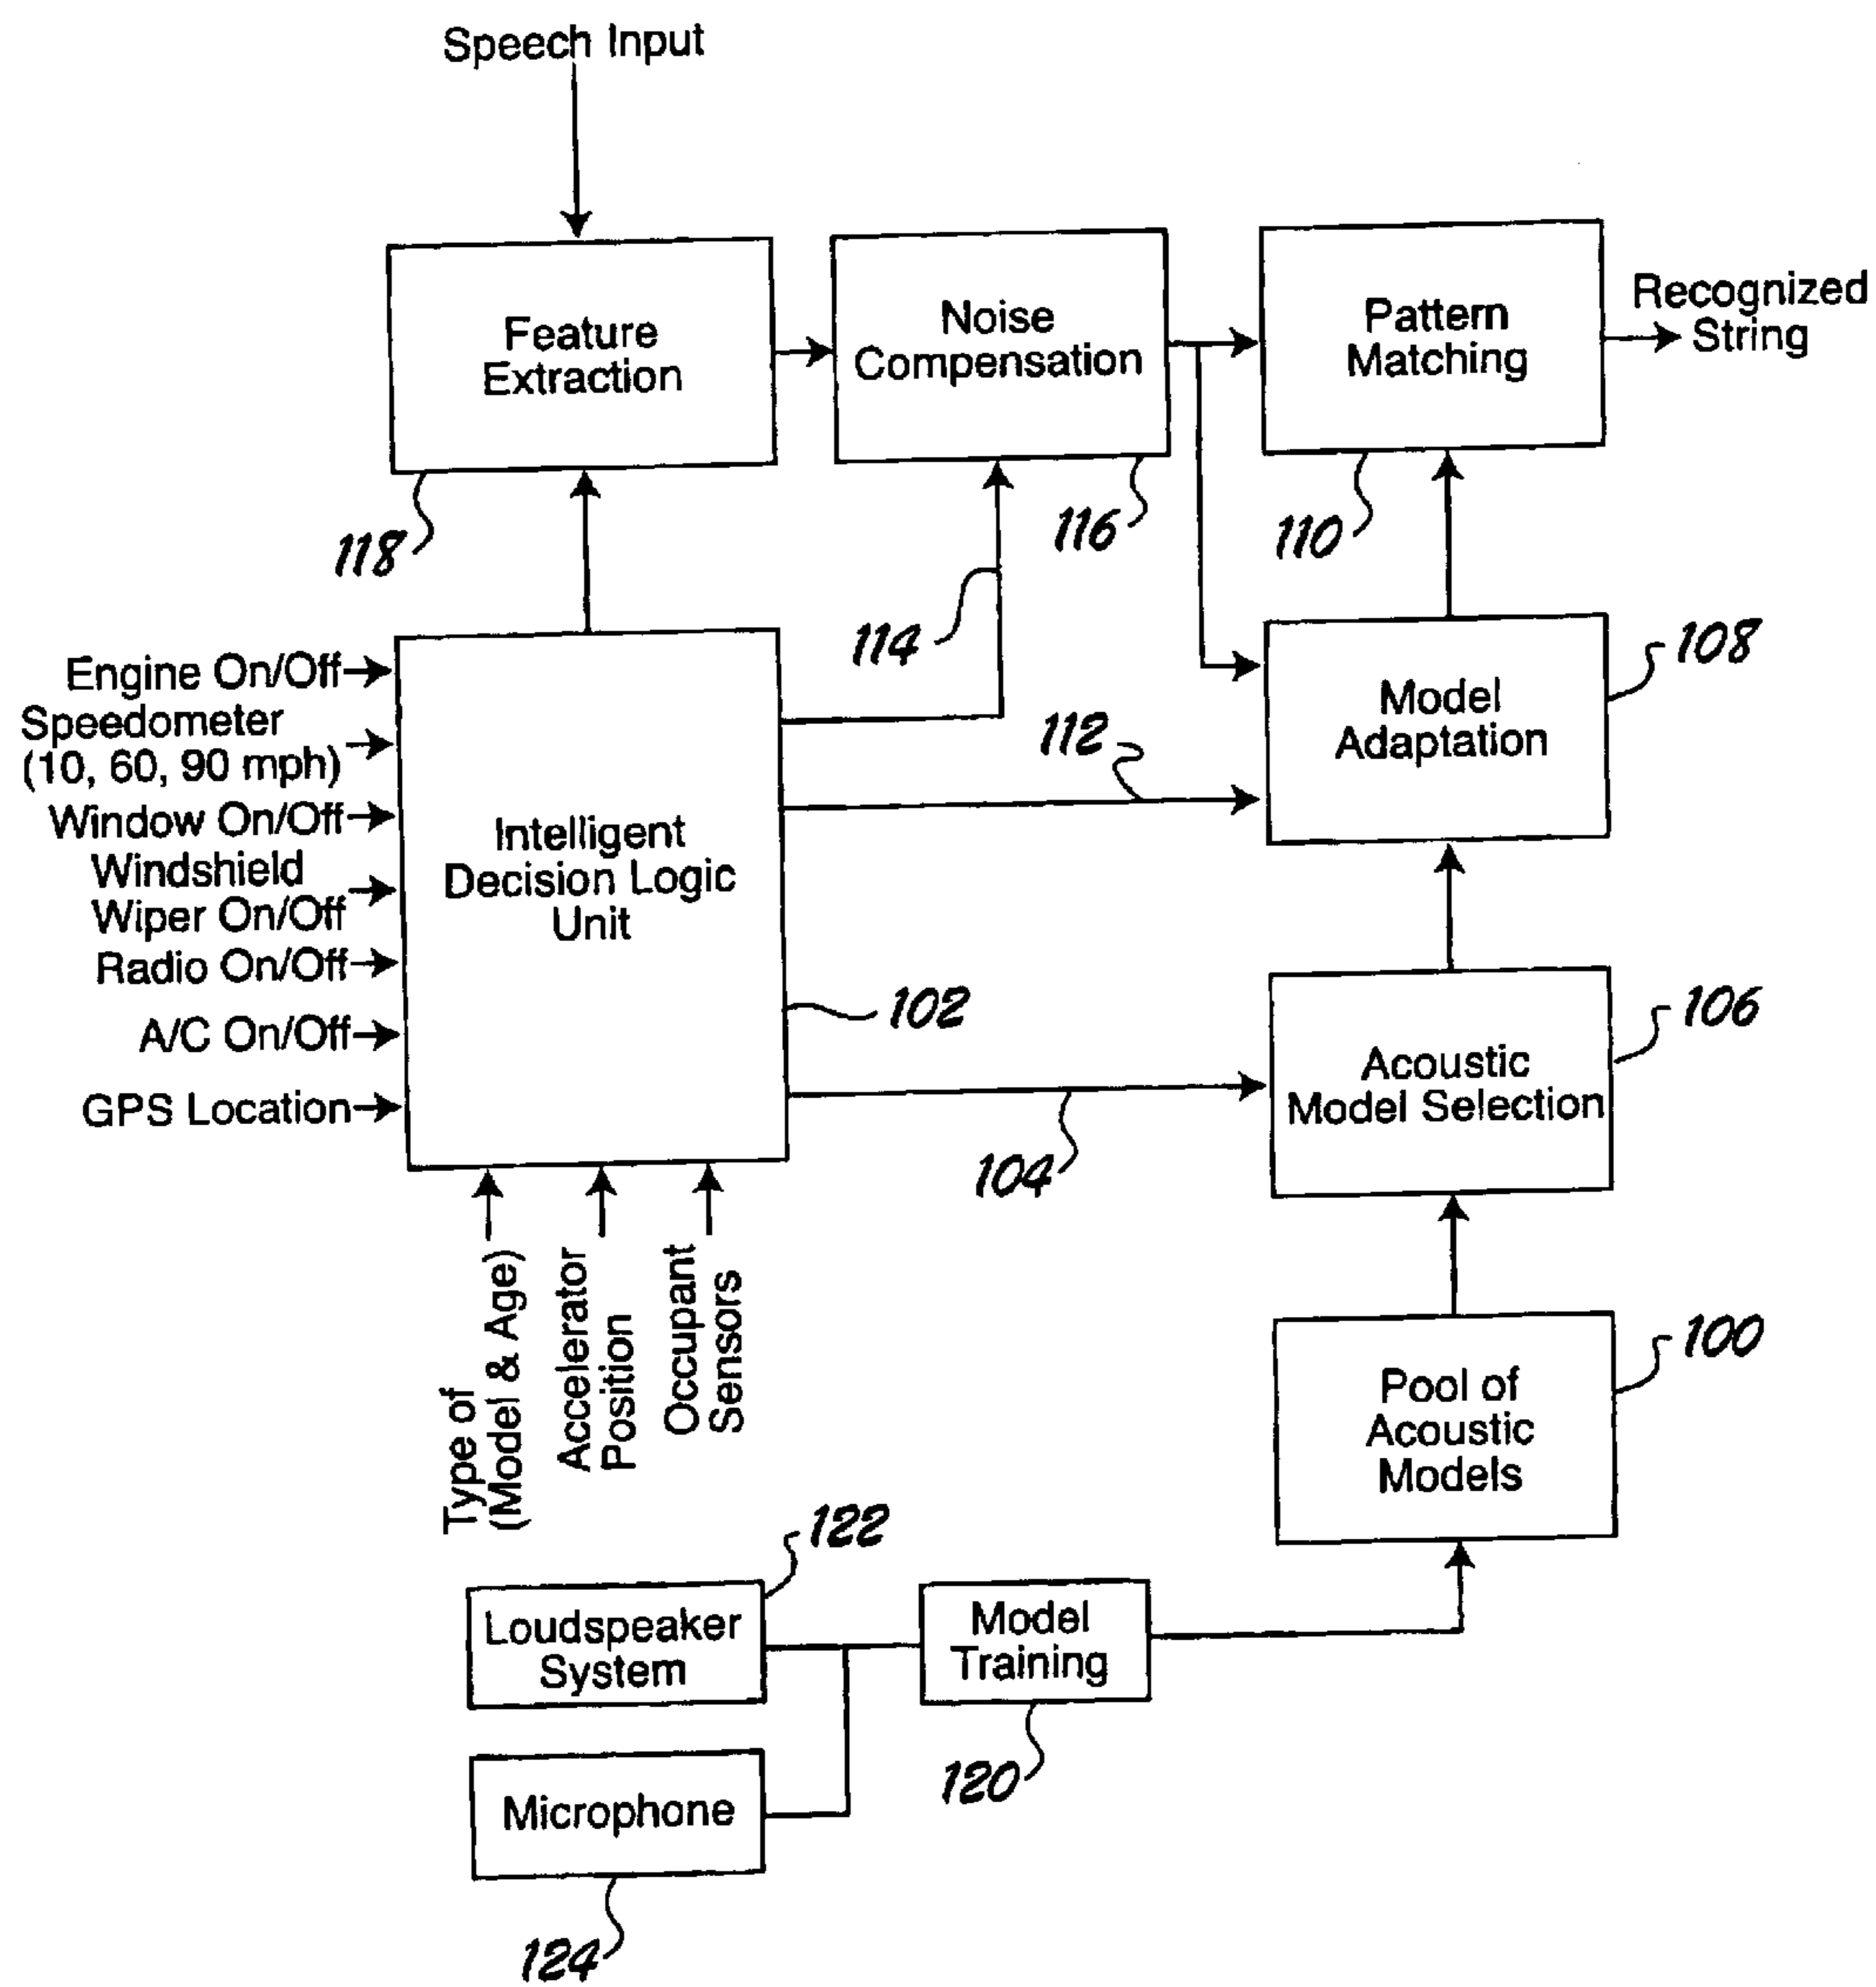 Speech Input
Feature
Extraction
Noise
Compensation
Pattern
Matching
Recognized
String
118
116
110
114
Engine On/Off
Speedometer
(10, 60, 90 mph)
Window On/Off
Windshield
Wiper On/Off
Radio On/Off
A/C On/Off
GPS Location
Intelligent
Decision Logic
Unit
112
Model
Adaptation
108
102
104
Acoustic
Model Selection
106
Type of
(Model & Age)
Accelerator
Position
Occupant
Sensors
Pool of
Acoustic
Models
100
122
Loudspeaker
System
Model
Training
120
Microphone
124